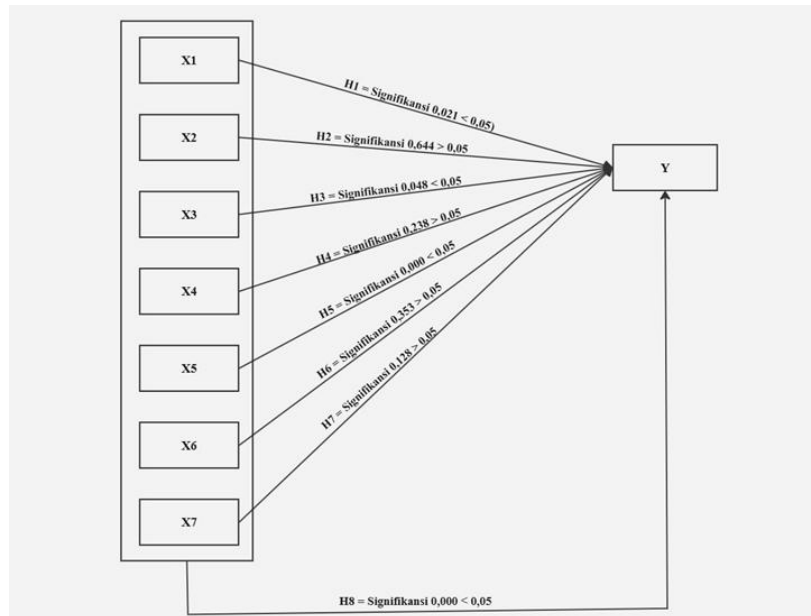 X1
H1 = Signifikansi 0,021 < 0,05)
X2
H2 = Signifikansi 0,644 > 0,05
Y
X3
H3 = Signifikansi 0,048 < 0,05
X4
H4 = Signifikansi 0,238 > 0,05
X5
H5 = Signifikansi 0,000 < 0,05
X6
H6 = Signifikansi 0,353 > 0,05
X7
H7 = Signifikansi 0,128 > 0,05
H8 = Signifikansi 0,000 < 0,05